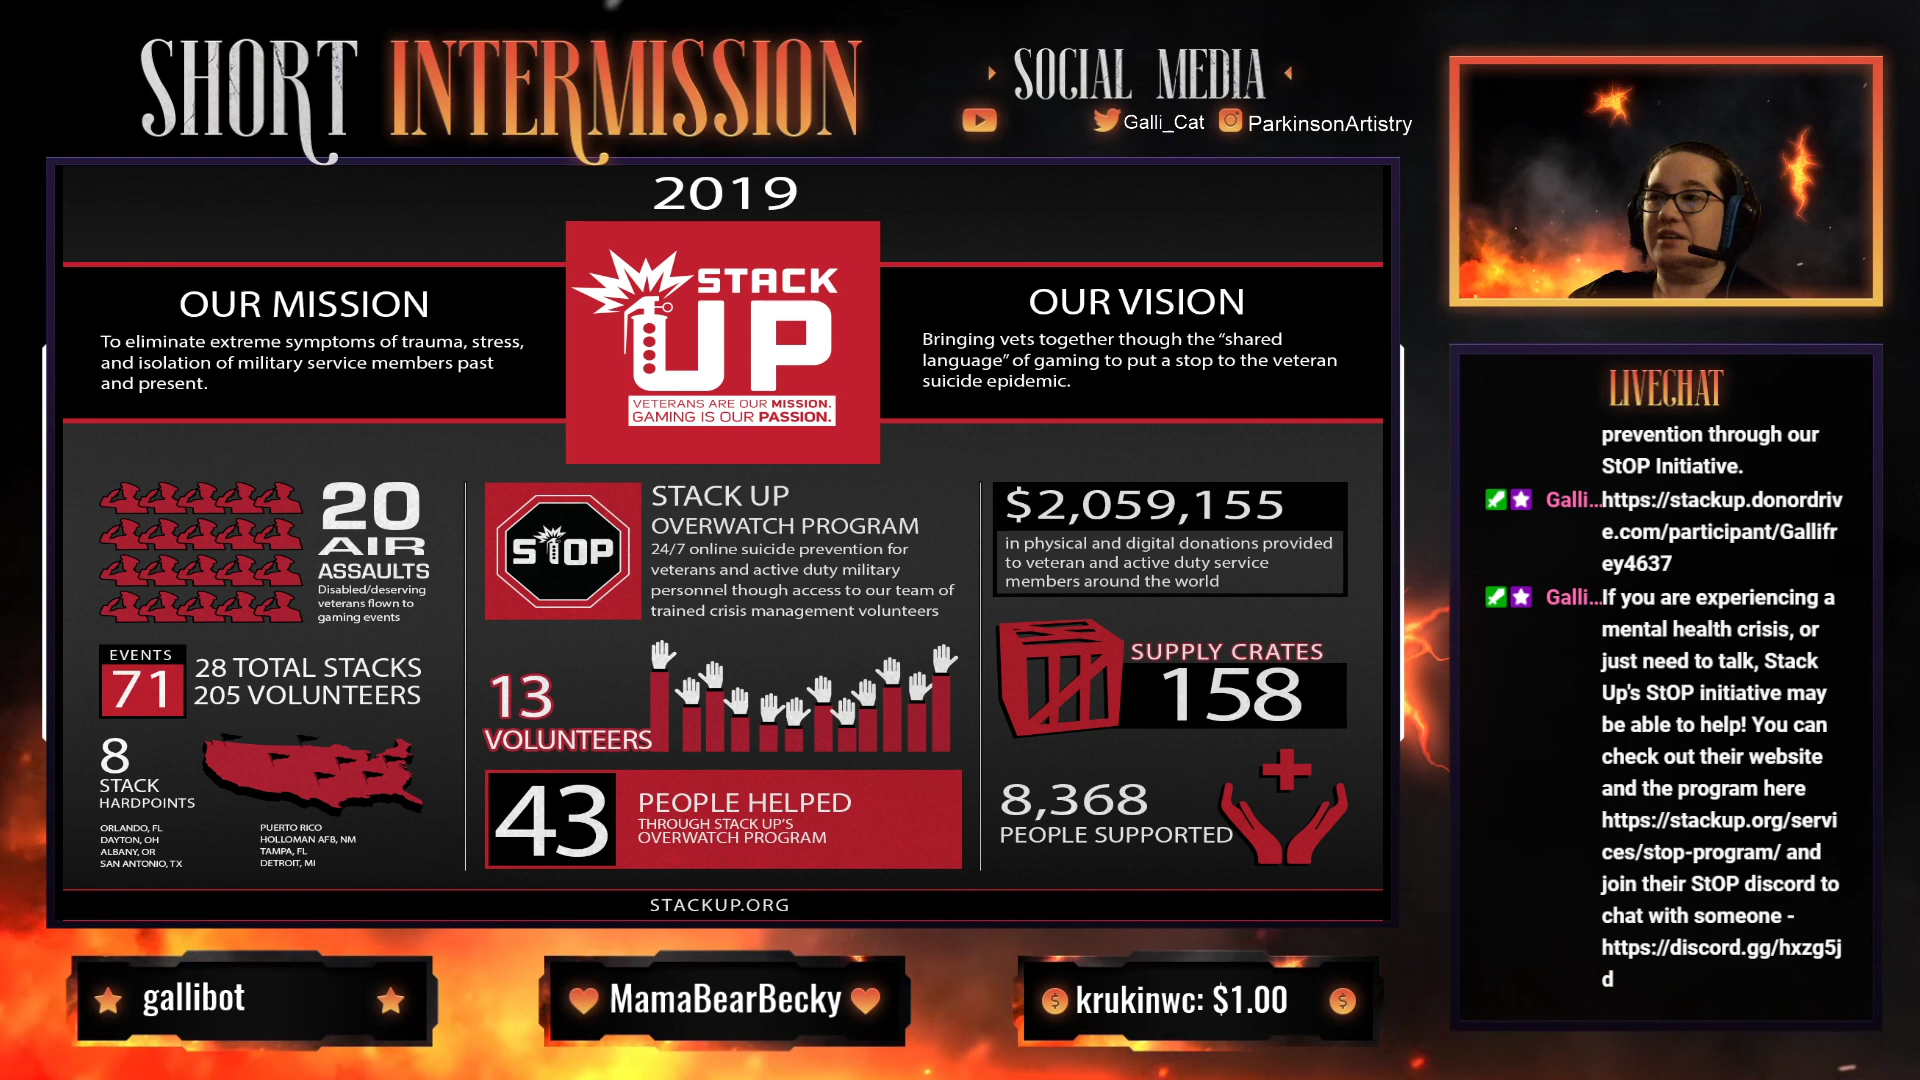 SHORT INTERMISSION
SOCIAL MEDIA
Galli_Cat
ParkinsonArtistry
2019
STACK
UP
VETERANS ARE OUR MISSION.
GAMING IS OUR PASSION.
OUR MISSION
To eliminate extreme symptoms of trauma, stress,
and isolation of military service members past
and present.
OUR VISION
Bringing vets together though the “shared
language” of gaming to put a stop to the veteran
suicide epidemic.
20
AIR
ASSAULTS
Disabled/deserving
veterans flown to
gaming events
EVENTS
71
28 TOTAL STACKS
205 VOLUNTEERS
8
STACK
HARDPOINTS
ORLANDO, FL
DAYTON, OH
ALBANY, OR
SAN ANTONIO, TX
PUERTO RICO
HOLLOMAN AFB, NM
TAMPA, FL
DETROIT, MI
STOP
STACK UP
OVERWATCH PROGRAM
24/7 online suicide prevention for
veterans and active duty military
personnel though access to our team of
trained crisis management volunteers
13
VOLUNTEERS
43
PEOPLE HELPED
THROUGH STACK UP'S
OVERWATCH PROGRAM
$2,059,155
in physical and digital donations provided
to veteran and active duty service
members around the world
SUPPLY CRATES
158
8,368
PEOPLE SUPPORTED
STACKUP.ORG
LIVECHAT
prevention through our
StOP Initiative.
Galli...https://stackup.donordriv
e.com/participant/Gallifr
ey4637
Galli...If you are experiencing a
mental health crisis, or
just need to talk, Stack
Up's StOP initiative may
be able to help! You can
check out their website
and the program here
https://stackup.org/servi
ces/stop-program/ and
join their StOP discord to
chat with someone -
https://discord.gg/hxzg5j
d
gallibot
MamaBearBecky
krukinwc: $1.00